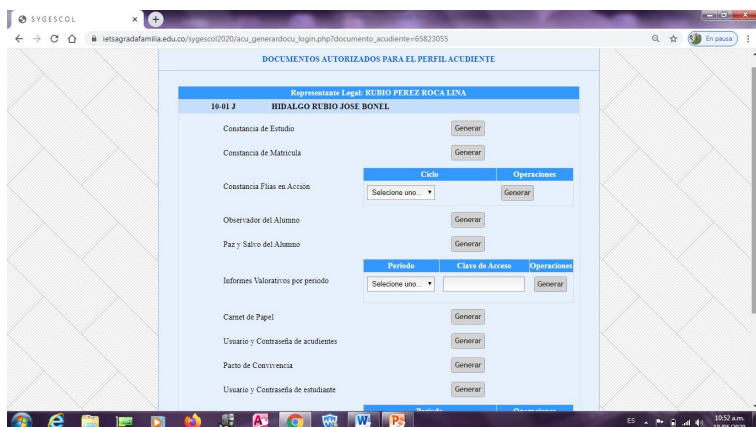 SYGESCOL
ietsagradafamilia.edu.co/sygescol2020/acu_generardocu_login.php?documento_acudiente=65823055
En pausa
DOCUMENTOS AUTORIZADOS PARA EL PERFIL ACUDIENTE
Representante Legal: RUBIO PEREZ ROCA LINA
10-01 J HIDALGO RUBIO JOSE BONEL
Constancia de Estudio Generar
Constancia de Matricula Generar
Ciclo Operaciones
Constancia Flias en Acción Selecione uno... Generar
Observador del Alumno Generar
Paz y Salvo del Alumno Generar
Periodo Clave de Acceso Operaciones
Informes Valorativos por periodo Selecione uno... Generar
Carnet de Papel Generar
Usuario y Contraseña de acudientes Generar
Pacto de Convivencia Generar
Usuario y Contraseña de estudiante Generar
Periodo Operaciones
ES 10:52 a.m.